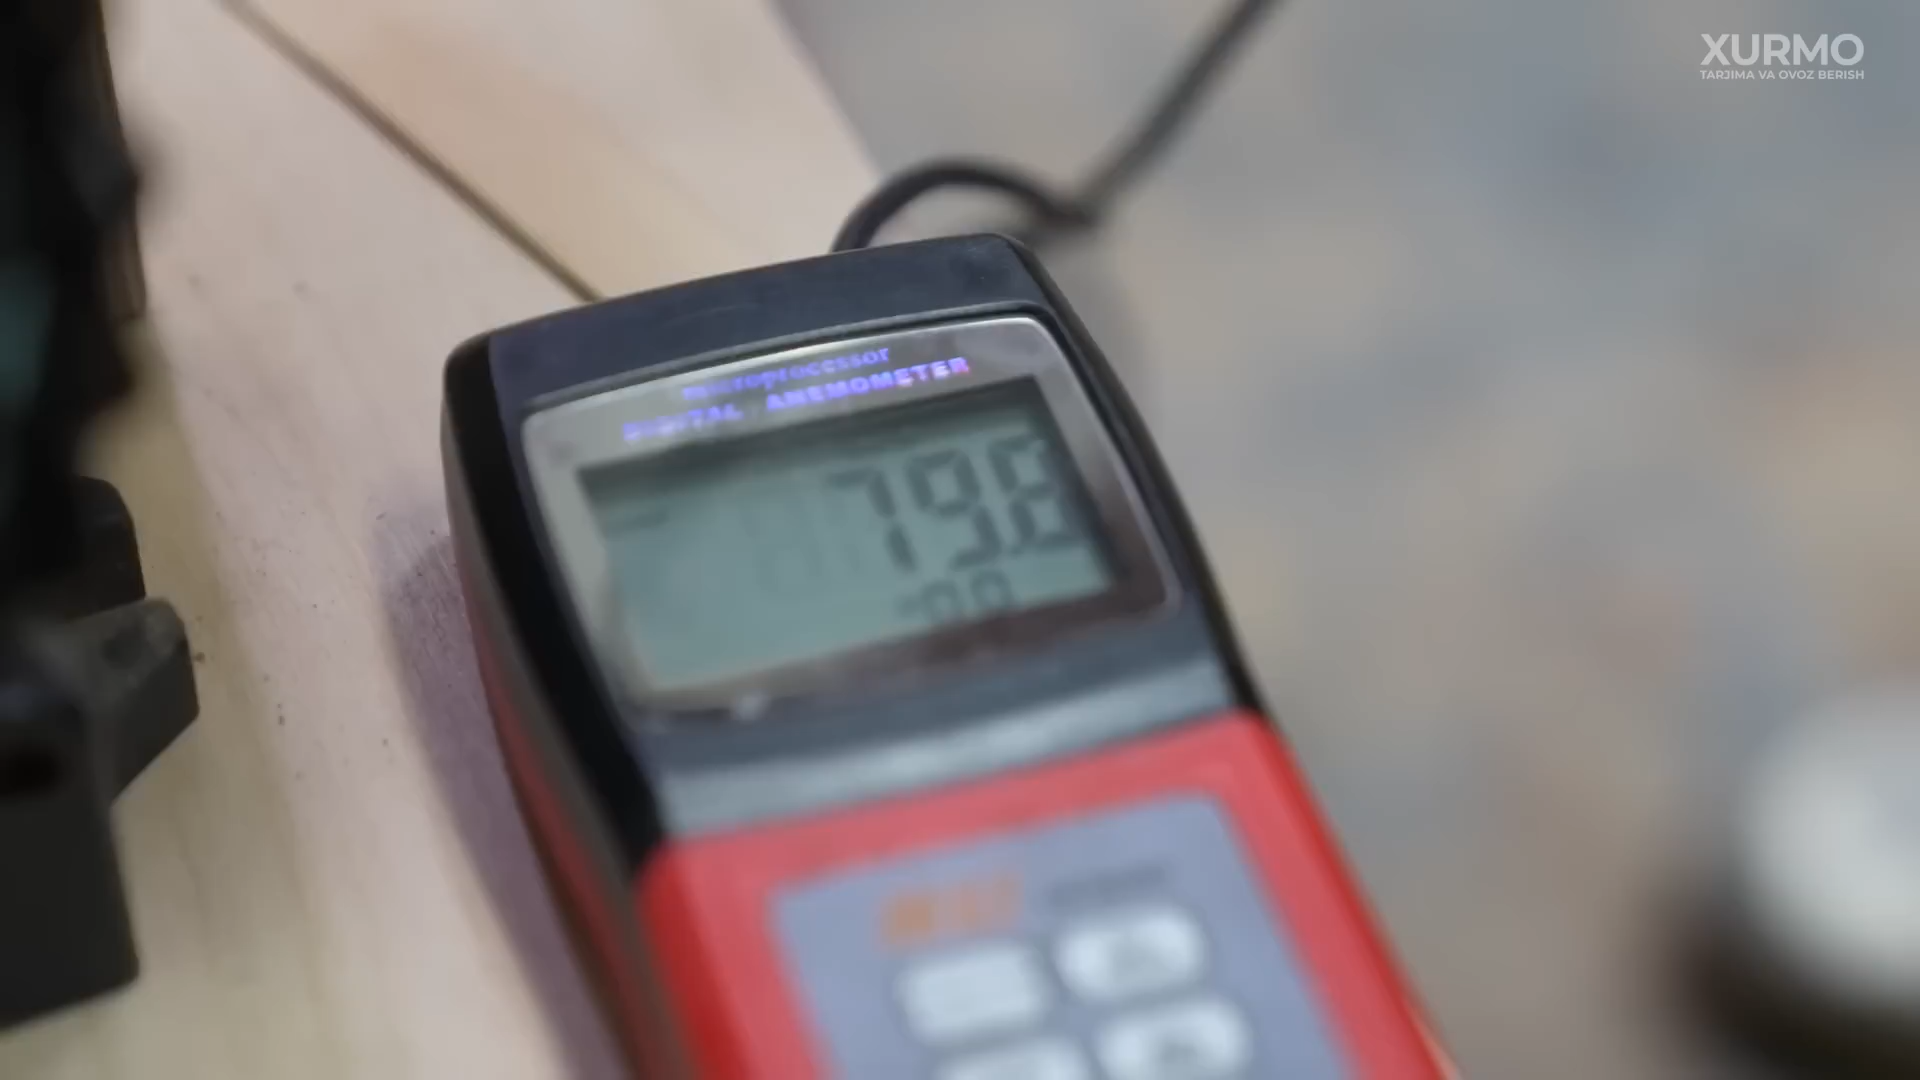 XURMO
TARJIMA VA OVOZ BERISH
microprocessor
DIGITAL ANEMOMETER
79.8